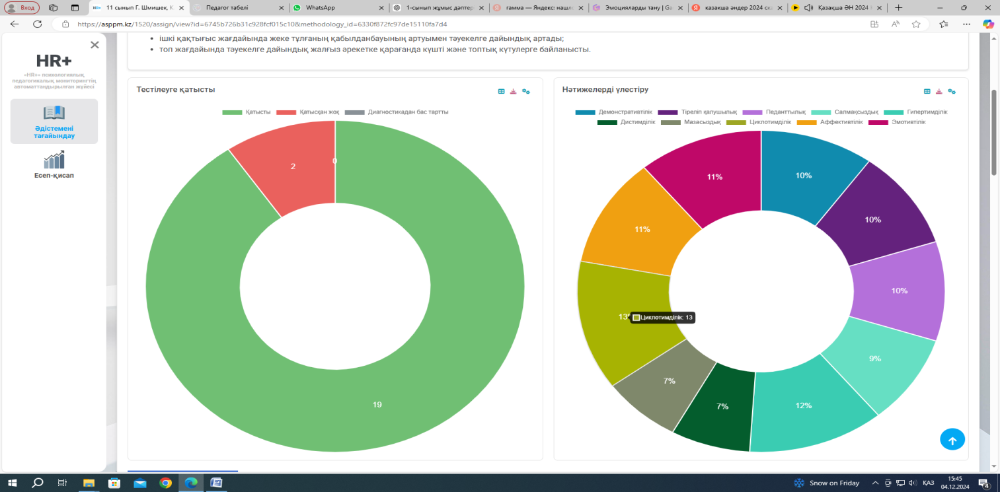 Вход
11 сынып Г. Шмишек, К
Педагог табелі
WhatsApp
1-сынып жұмыс дәптер
гамма — Яндекс: нашло
Эмоцияларды тану | Ga
казакша әндер 2024 ска
Қазақша ӘН 2024
https://asppm.kz/1520/assign/view?id=6745b726b31c928fcf015c10&methodology_id=6330f872fc97de15110fa7d4
HR+
«HR+» психологиялық,
педагогикалық мониторингтің
автоматтандырылған жүйесі
Әдістемені
тағайындау
Есеп-қисап
ішкі қақтығыс жағдайында жеке тұлғаның қабылданбауының артуымен тәуекелге дайындық артады;
топ жағдайында тәуекелге дайындық жалғыз әрекетке қарағанда күшті және топтық күтулерге байланысты.
Тестілеуге қатысты
Қатысты Қатысқан жоқ Диагностикадан бас тартты
2
0
19
Нәтижелерді үлестіру
Демонстративтілік Тіреліп қалушылық Педанттылық Салмақсыздық Гипертимділік
Дистимділік Мазасыздық Циклотимділік Аффективтілік Эмотивтілік
11%
10%
10%
11%
10%
13%
Циклотимділік: 13
9%
7%
7%
12%
Snow on Friday
ҚАЗ
15:45
04.12.2024
4